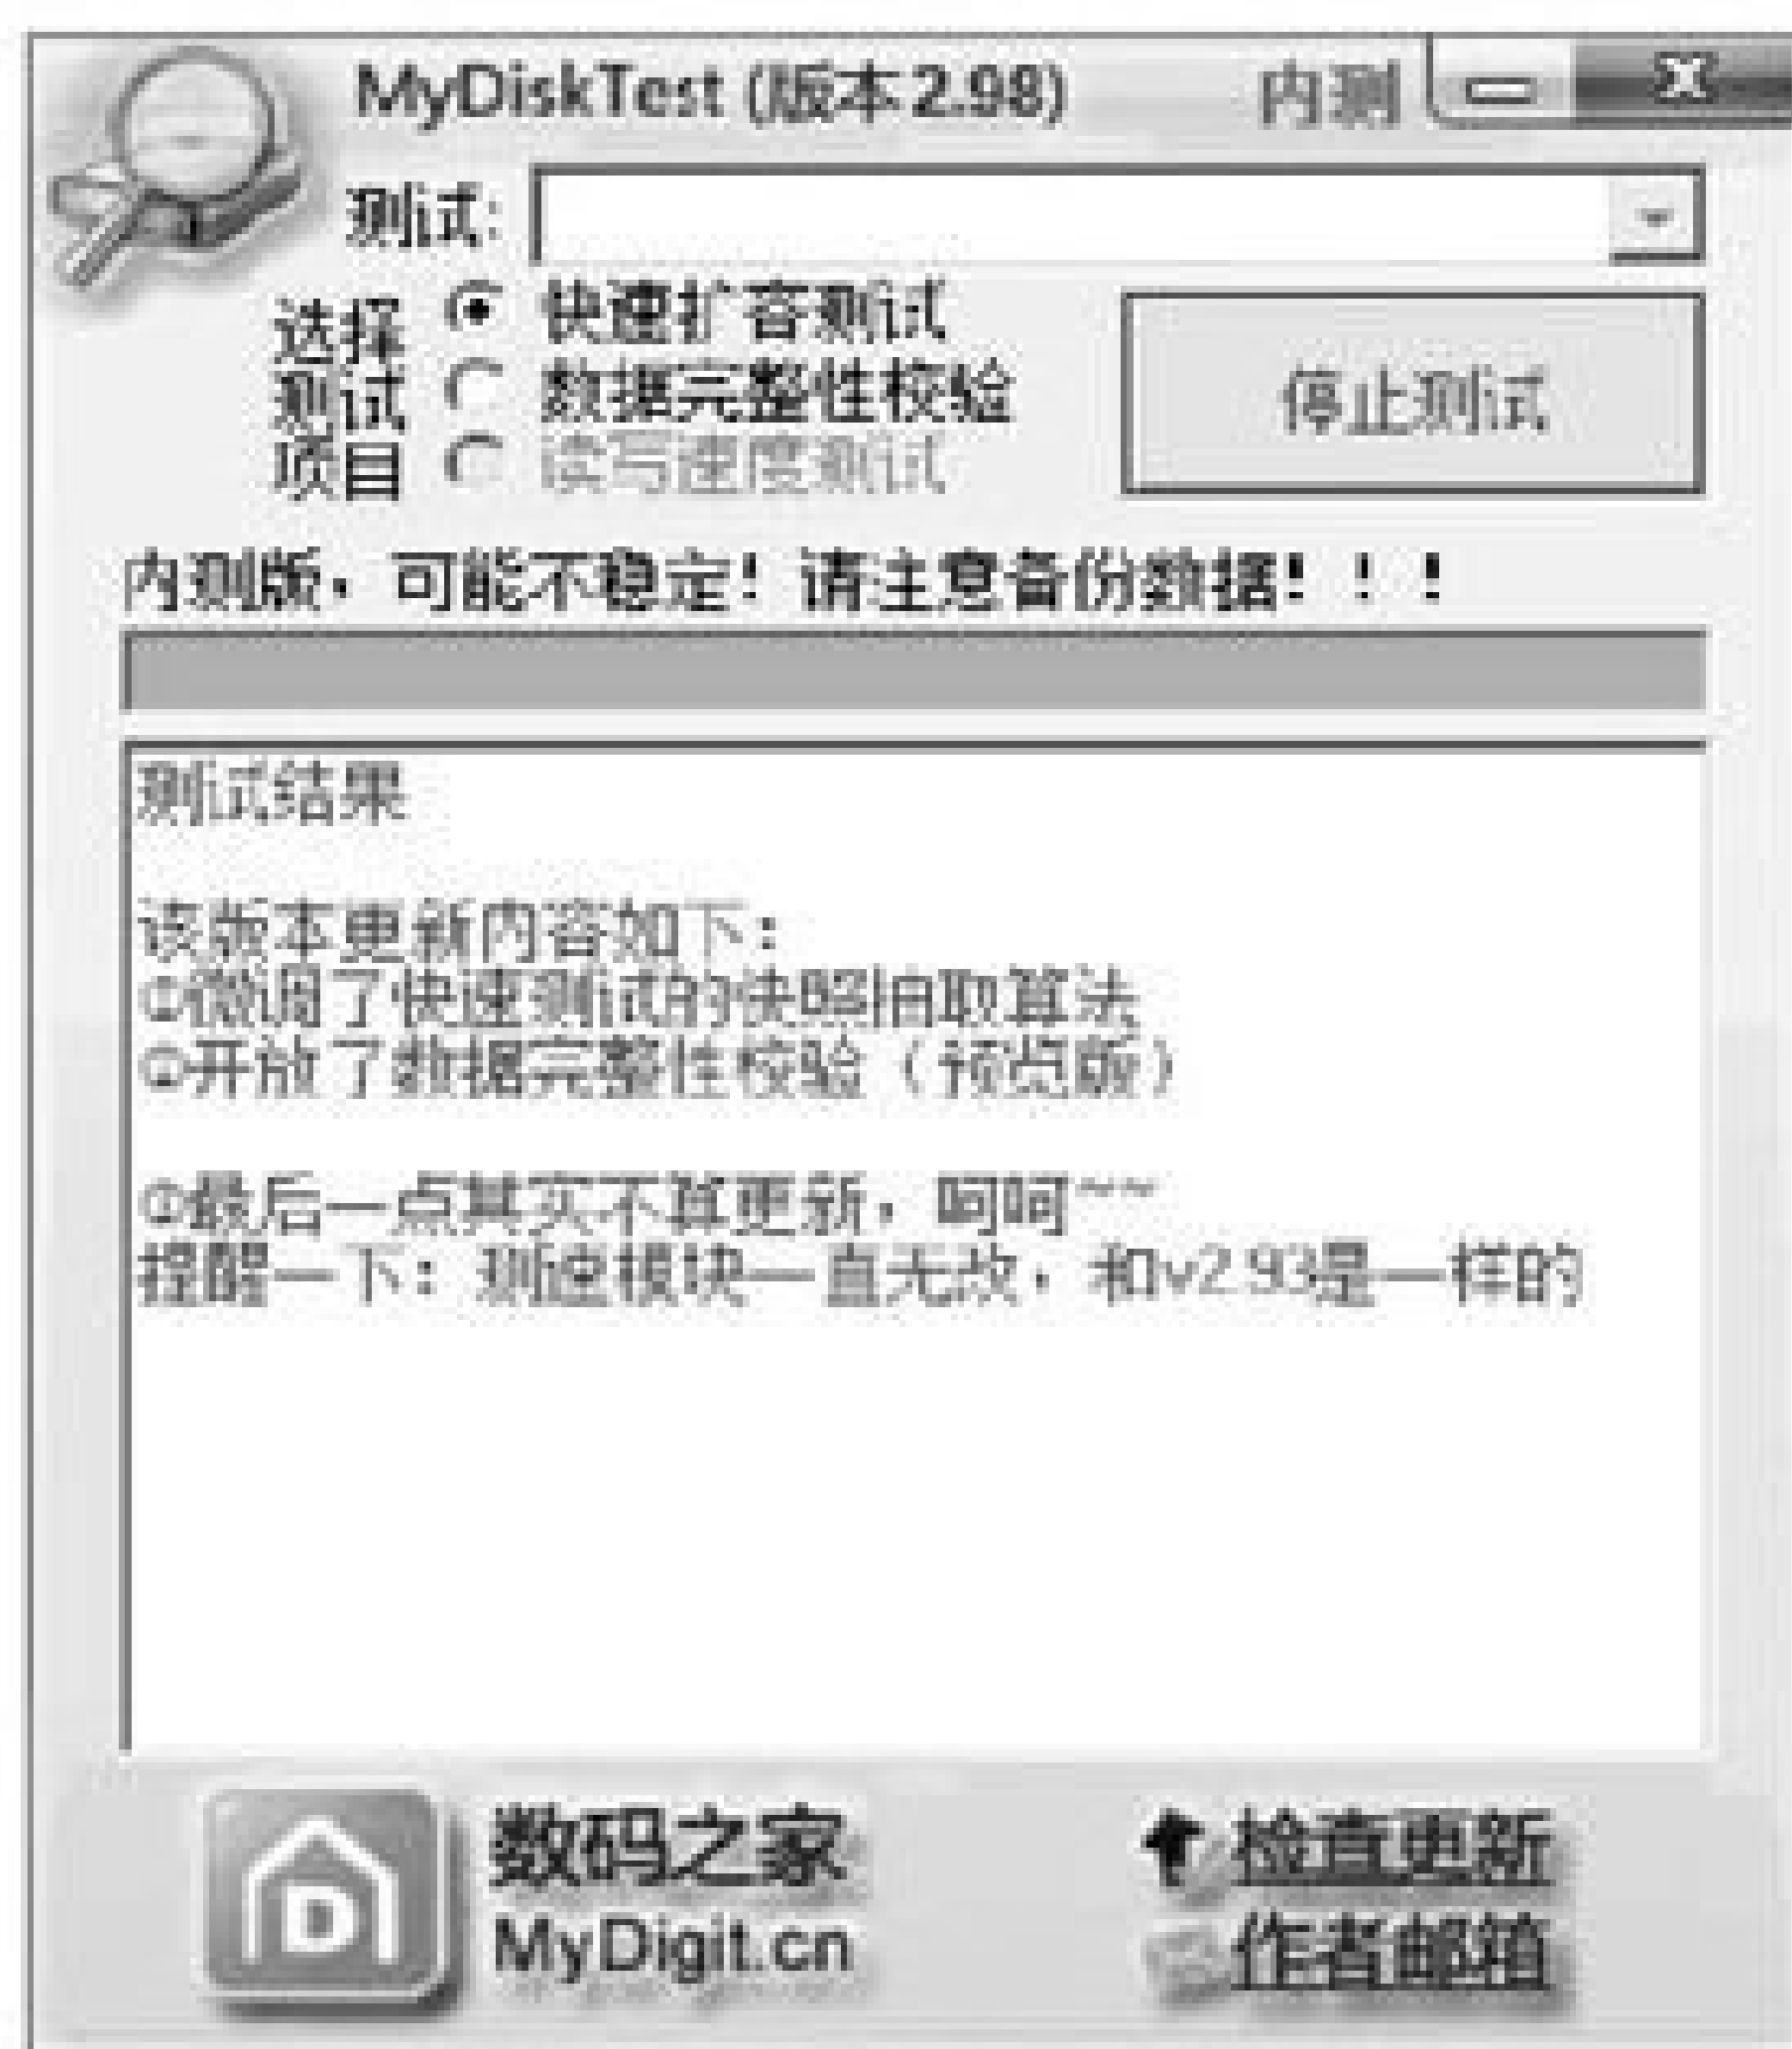 MyDiskTest (版本2.98) 内测
测试:
选择测试项目
快速扩容测试
数据完整性校验
读写速度测试
停止测试
内测版，可能不稳定！请注意备份数据！！！
测试结果
该版本更新内容如下：
①微调了快速测试的快照抽取算法
②开放了数据完整性校验（预览版）
最后一点其实不算更新，呵呵~~
提醒一下：测速模块一直无改，和v2.93是一样的
数码之家
MyDigit.cn
检查更新
作者邮箱